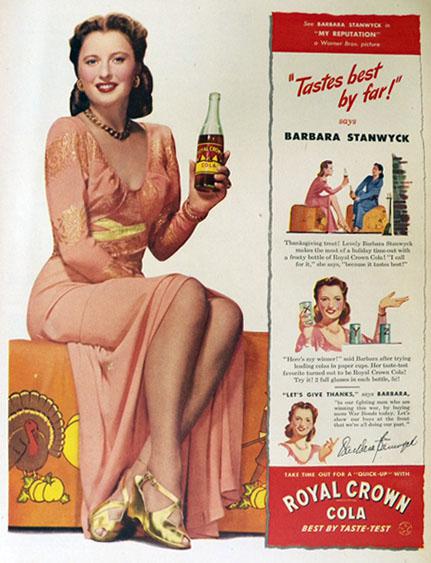 See BARBARA STANWYCK in
"MY REPUTATION"
a Warner Bros. picture
"Tastes best
by far!"
says
BARBARA STANWYCK
Thanksgiving treat! Lovely Barbara Stanwyck
makes the most of a holiday time-out with
a frosty bottle of Royal Crown Cola! "I call
for it," she says, "because it tastes best!"
"Here's my winner!" said Barbara after trying
leading colas in paper cups. Her taste-test
favorite turned out to be Royal Crown Cola!
Try it! 2 full glasses in each bottle, 5¢!
"LET'S GIVE THANKS," says BARBARA,
"to our fighting men who are
winning this war, by buying
more War Bonds today. Let's
show our boys at the front
that we're all doing our part."
Barbara Stanwyck
TAKE TIME OUT FOR A "QUICK-UP" WITH
ROYAL CROWN
COLA
BEST BY TASTE-TEST
ROYAL CROWN
COLA